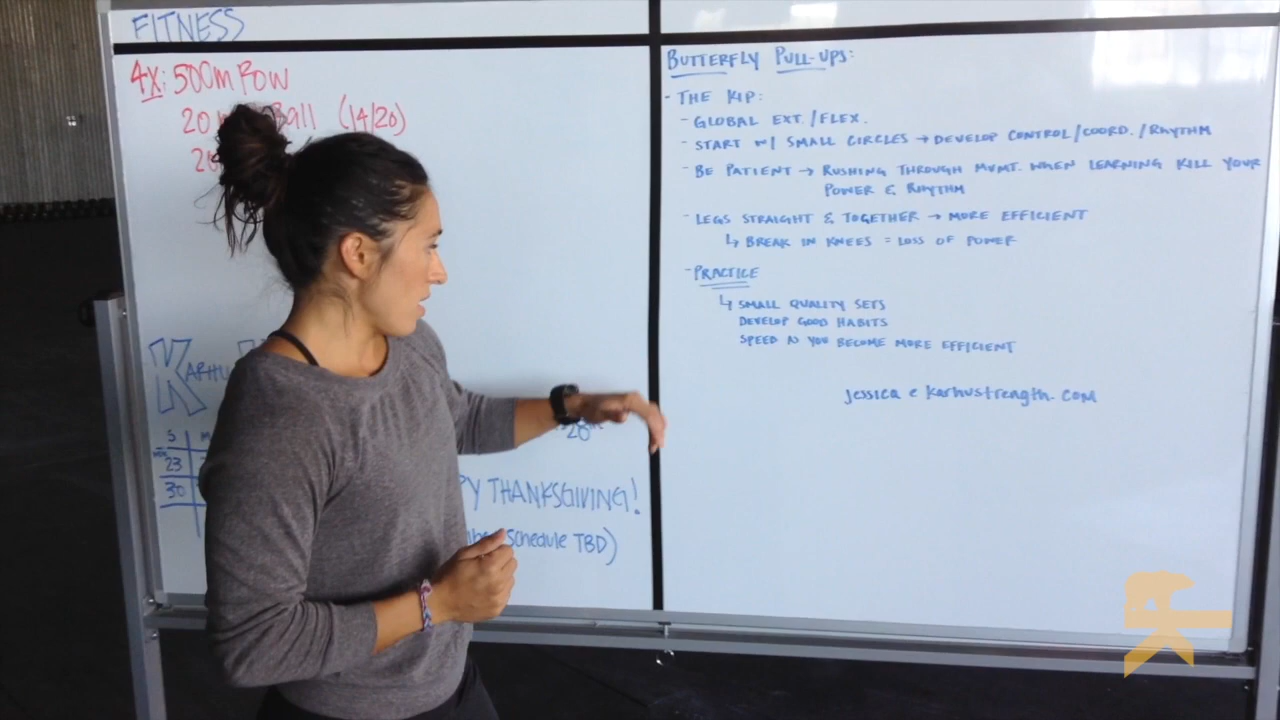 FITNESS
4X: 500m Row
20 Ball (14/20)
KARHU
S M
23
30
28
THANKSGIVING!
schedule TBD)
BUTTERFLY PULL-UPS:
- THE KIP:
- GLOBAL EXT./FLEX.
- START W/ SMALL CIRCLES → DEVELOP CONTROL/COORD./RHYTHM
- BE PATIENT → RUSHING THROUGH MVMT. WHEN LEARNING KILL YOUR
POWER & RHYTHM
- LEGS STRAIGHT & TOGETHER → MORE EFFICIENT
↳ BREAK IN KNEES = LOSS OF POWER
- PRACTICE
↳ SMALL QUALITY SETS
DEVELOP GOOD HABITS
SPEED AS YOU BECOME MORE EFFICIENT
jessica @ karhustrength.com